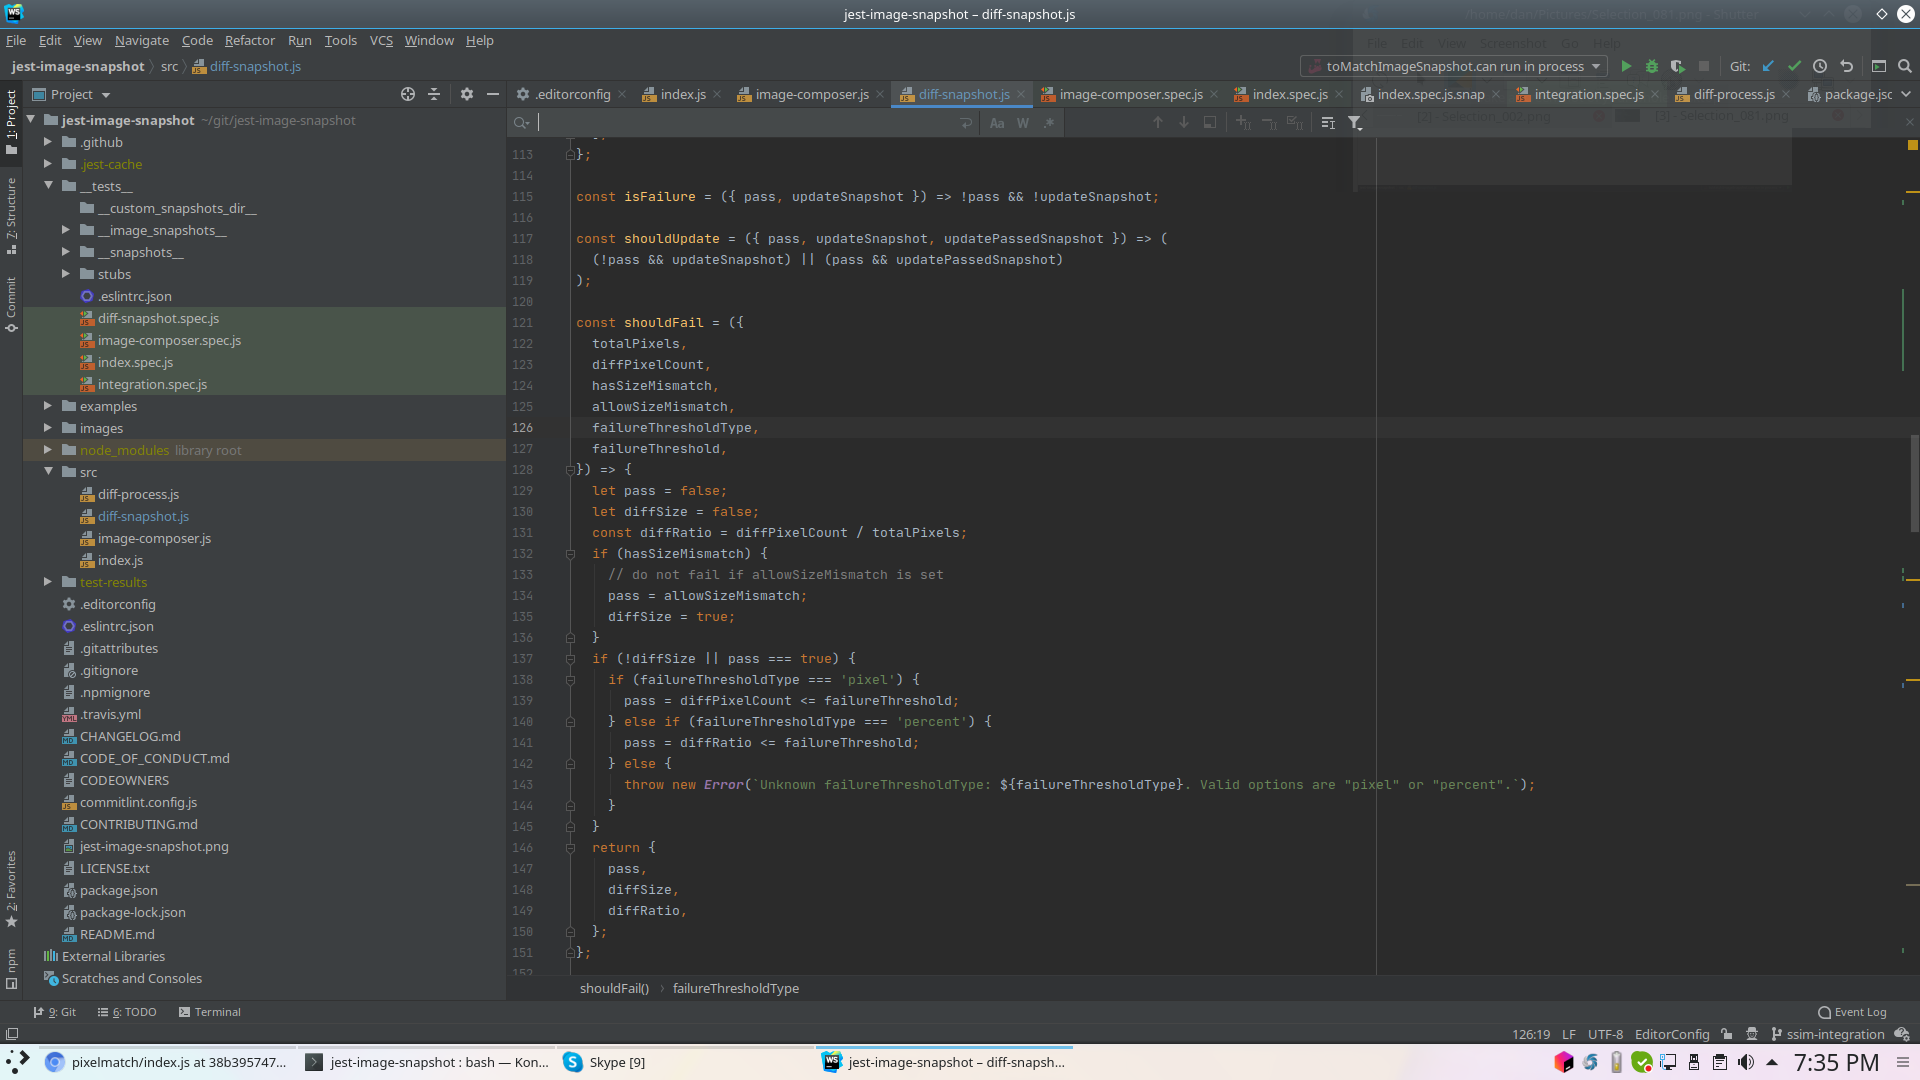 jest-image-snapshot – diff-snapshot.js
File Edit View Navigate Code Refactor Run Tools VCS Window Help
jest-image-snapshot src diff-snapshot.js
toMatchImageSnapshot.can run in process
Git:
Project
.editorconfig
index.js
image-composer.js
diff-snapshot.js
image-composer.spec.js
index.spec.js
index.spec.js.snap
integration.spec.js
diff-process.js
package.jsc
1: Project
7: Structure
Commit
2: Favorites
npm
jest-image-snapshot ~/git/jest-image-snapshot
.github
.jest-cache
__tests__
__custom_snapshots_dir__
__image_snapshots__
__snapshots__
stubs
.eslintrc.json
diff-snapshot.spec.js
image-composer.spec.js
index.spec.js
integration.spec.js
examples
images
node_modules library root
src
diff-process.js
diff-snapshot.js
image-composer.js
index.js
test-results
.editorconfig
.eslintrc.json
.gitattributes
.gitignore
.npmignore
.travis.yml
CHANGELOG.md
CODE_OF_CONDUCT.md
CODEOWNERS
commitlint.config.js
CONTRIBUTING.md
jest-image-snapshot.png
LICENSE.txt
package.json
package-lock.json
README.md
External Libraries
Scratches and Consoles
Aa W .*
113 };
114
115 const isFailure = ({ pass, updateSnapshot }) => !pass && !updateSnapshot;
116
117 const shouldUpdate = ({ pass, updateSnapshot, updatePassedSnapshot }) => (
118 (!pass && updateSnapshot) || (pass && updatePassedSnapshot)
119 );
120
121 const shouldFail = ({
122 totalPixels,
123 diffPixelCount,
124 hasSizeMismatch,
125 allowSizeMismatch,
126 failureThresholdType,
127 failureThreshold,
128 }) => {
129 let pass = false;
130 let diffSize = false;
131 const diffRatio = diffPixelCount / totalPixels;
132 if (hasSizeMismatch) {
133 // do not fail if allowSizeMismatch is set
134 pass = allowSizeMismatch;
135 diffSize = true;
136 }
137 if (!diffSize || pass === true) {
138 if (failureThresholdType === 'pixel') {
139 pass = diffPixelCount <= failureThreshold;
140 } else if (failureThresholdType === 'percent') {
141 pass = diffRatio <= failureThreshold;
142 } else {
143 throw new Error(`Unknown failureThresholdType: ${failureThresholdType}. Valid options are "pixel" or "percent".`);
144 }
145 }
146 return {
147 pass,
148 diffSize,
149 diffRatio,
150 };
151 };
152
shouldFail() failureThresholdType
9: Git 6: TODO Terminal Event Log
126:19 LF UTF-8 EditorConfig ssim-integration
pixelmatch/index.js at 38b395747...
jest-image-snapshot : bash — Kon...
Skype [9]
jest-image-snapshot – diff-snapsh...
7:35 PM